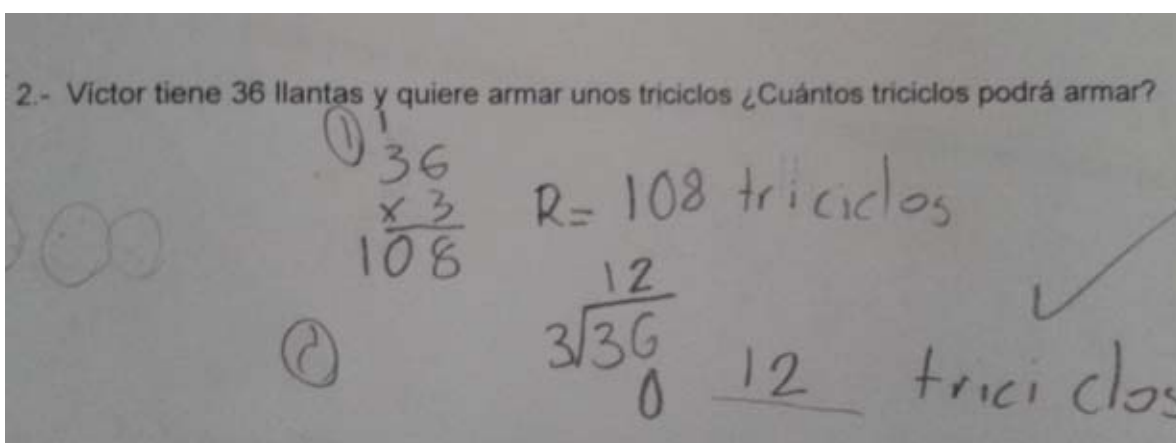 2.- Víctor tiene 36 llantas y quiere armar unos triciclos ¿Cuántos triciclos podrá armar?
① 1
36
x 3
108
R= 108 triciclos
②
12
3√36
0
12 triciclos